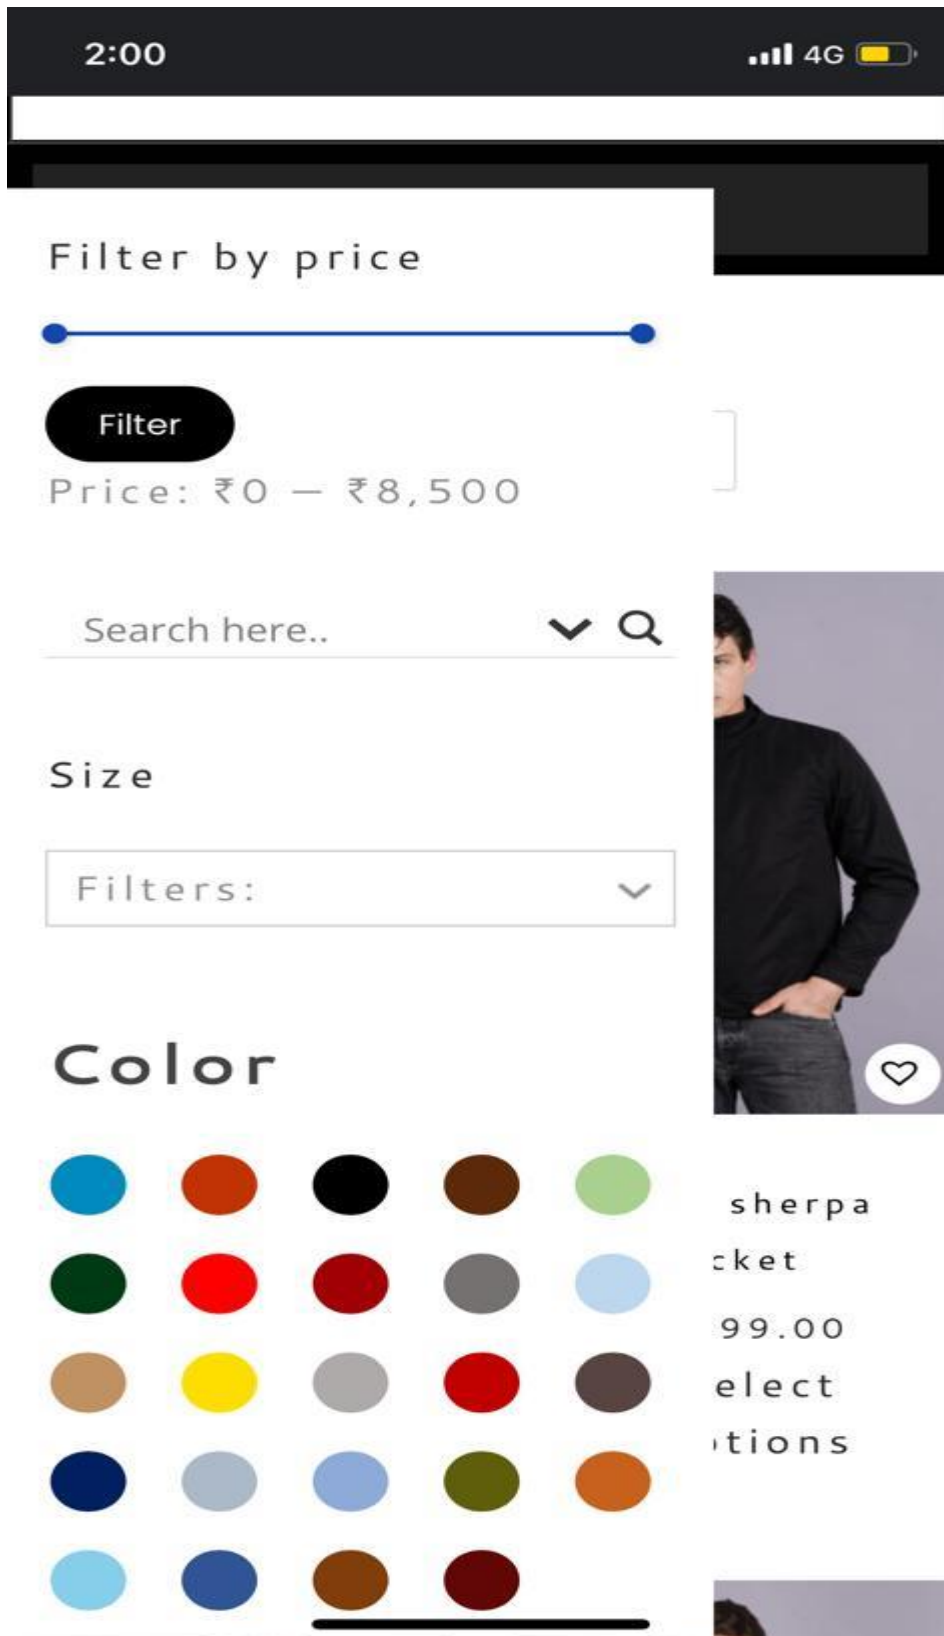 2:00
4G
Filter by price
Filter
Price: ₹0 — ₹8,500
Search here..
Size
Filters:
Color
sherpa
cket
99.00
elect
tions